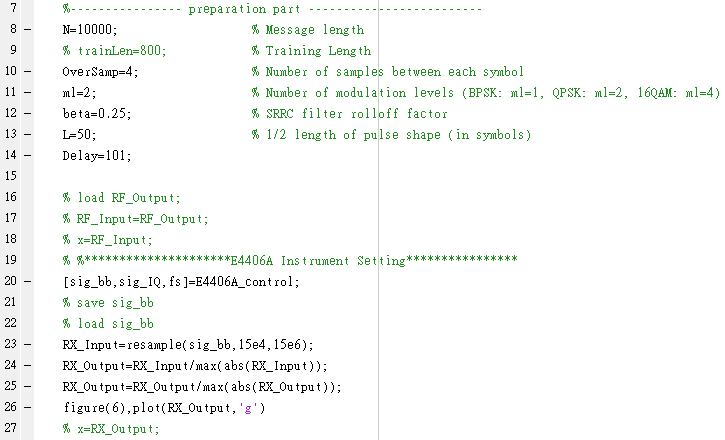 7 %---------------- preparation part -------------------------
8 - N=10000; % Message length
9 % trainLen=800; % Training Length
10 - OverSamp=4; % Number of samples between each symbol
11 - ml=2; % Number of modulation levels (BPSK: ml=1, QPSK: ml=2, 16QAM: ml=4)
12 - beta=0.25; % SRRC filter rolloff factor
13 - L=50; % 1/2 length of pulse shape (in symbols)
14 - Delay=101;
15
16 % load RF_Output;
17 % RF_Input=RF_Output;
18 % x=RF_Input;
19 % %*********************E4406A Instrument Setting****************
20 - [sig_bb,sig_IQ,fs]=E4406A_control;
21 % save sig_bb
22 % load sig_bb
23 - RX_Input=resample(sig_bb,15e4,15e6);
24 - RX_Output=RX_Input/max(abs(RX_Input));
25 - RX_Output=RX_Output/max(abs(RX_Output));
26 - figure(6),plot(RX_Output,'g')
27 % x=RX_Output;